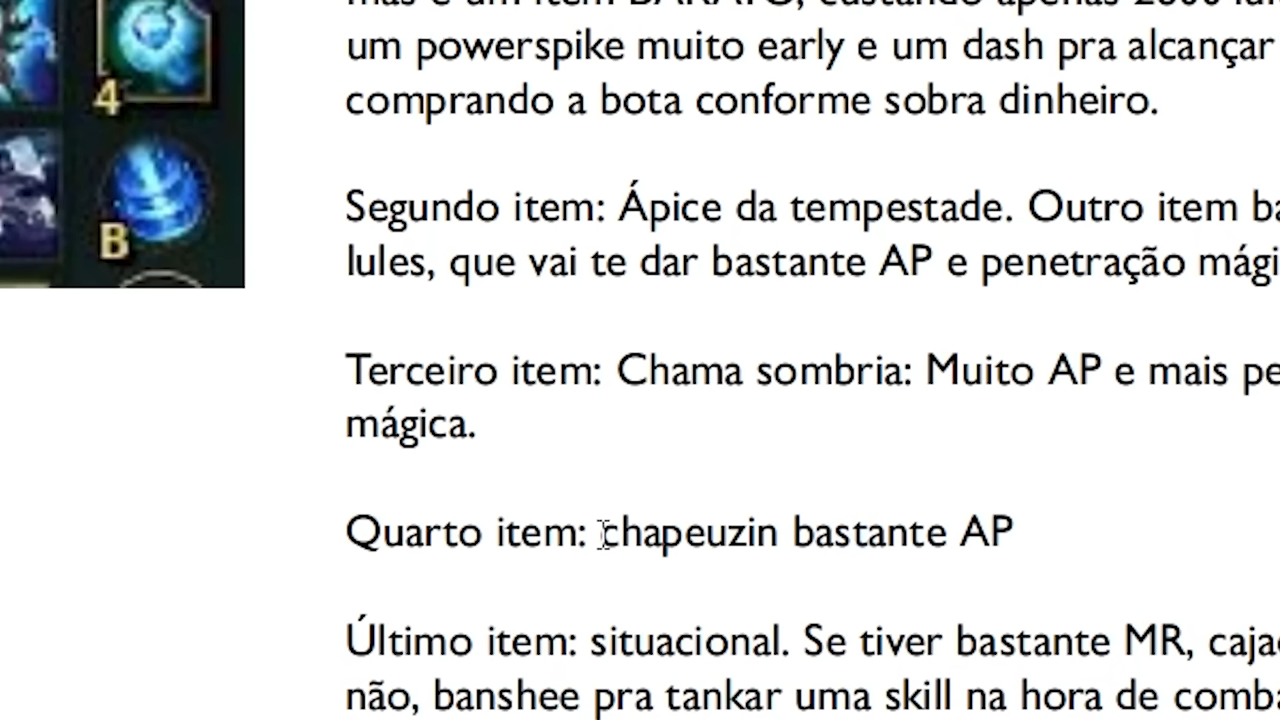 4
B
um powerspike muito early e um dash pra alcançar
comprando a bota conforme sobra dinheiro.
Segundo item: Ápice da tempestade. Outro item
lules, que vai te dar bastante AP e penetração
Terceiro item: Chama sombria: Muito AP e mais
mágica.
Quarto item: chapeuzin bastante AP
Último item: situacional. Se tiver bastante MR,
não, banshee pra tankar uma skill na hora de